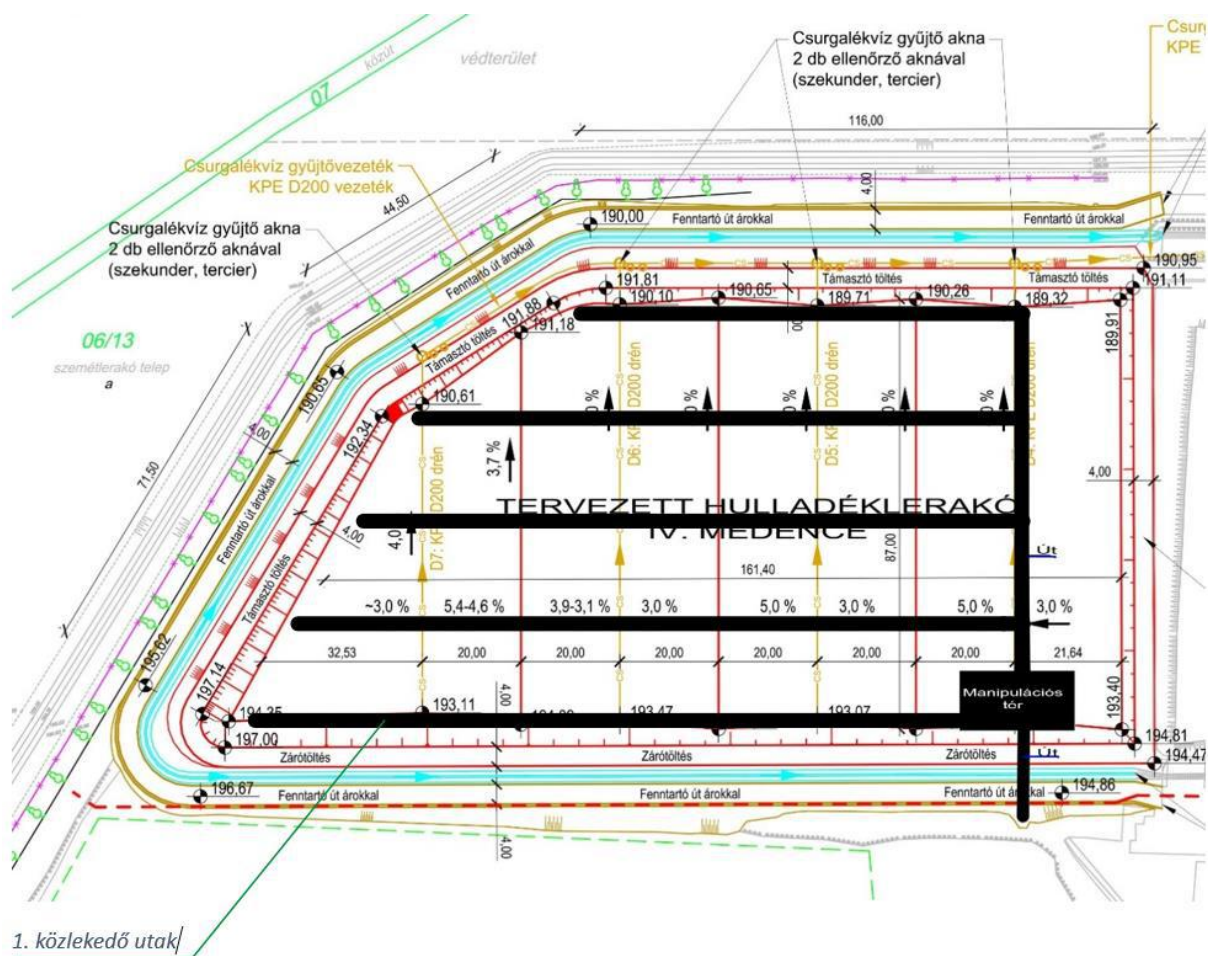 07
közút
védterület
Csurgalékvíz gyűjtő akna
2 db ellenőrző aknával
(szekunder, tercier)
KPE
116,00
Csurgalékvíz gyűjtővezeték
KPE D200 vezeték
44,50
4,00
190,00
Fenntartó út árokkal
Fenntartó út árokkal
Csurgalékvíz gyűjtő akna
2 db ellenőrző aknával
(szekunder, tercier)
Fenntartó út árokkal
Támasztó töltés
Támasztó töltés
190,95
191,11
191,81
190,10
190,65
189,71
190,26
189,32
189,91
191,88
191,18
Támasztó töltés
06/13
szemétlerakó telep
a
190,65
190,61
192,34
4,00
71,50
3,7 %
D7: KPE D200 drén
D6: KPE D200 drén
D5: KPE D200 drén
4,00
TERVEZETT HULLADÉKLERAKÓ
IV. MEDENCE
Fenntartó út árokkal
4,00
Támasztó töltés
87,00
Út
161,40
~3,0 %
5,4-4,6 %
3,9-3,1 %
3,0 %
5,0 %
3,0 %
5,0 %
3,0 %
32,53
20,00
20,00
20,00
20,00
20,00
20,00
21,64
195,62
197,14
194,35
193,11
4,00
193,47
193,07
Manipulációs
tér
193,40
197,00
194,81
194,47
Zárótöltés
Zárótöltés
Zárótöltés
Út
196,67
Fenntartó út árokkal
Fenntartó út árokkal
Fenntartó út árokkal
194,86
4,00
1. közlekedő utak